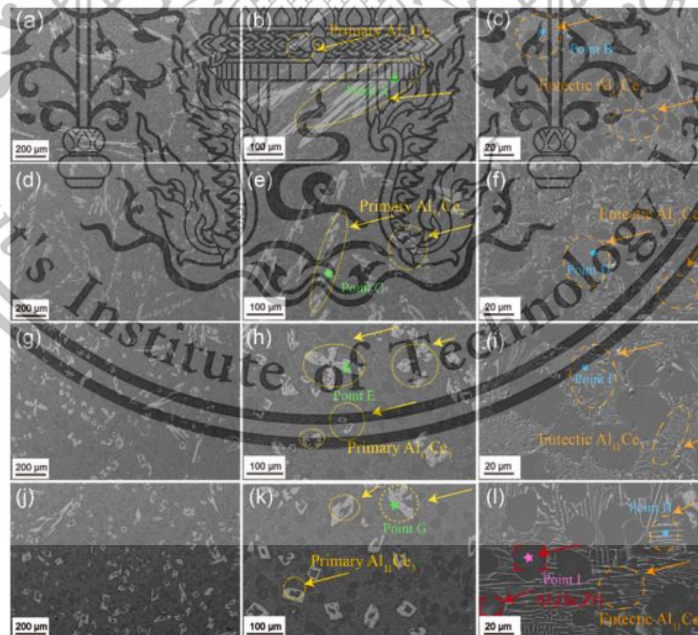 (a)
200 μm
(b)
Primary Al₁₁Ce₃
100 μm
(c)
Point B
Eutectic Al₁₁Ce₃
20 μm
(d)
200 μm
(e)
Primary Al₁₁Ce₃
Point C
100 μm
(f)
Eutectic Al₁₁Ce₃
Point D
20 μm
(g)
200 μm
(h)
Point E
Primary Al₁₁Ce₃
100 μm
(i)
Point F
Eutectic Al₁₁Ce₃
20 μm
(j)
200 μm
(k)
Point G
Primary Al₁₁Ce₃
100 μm
(l)
Point H
Point I
Eutectic Al₁₁Ce₃
20 μm
's Institute of Technology